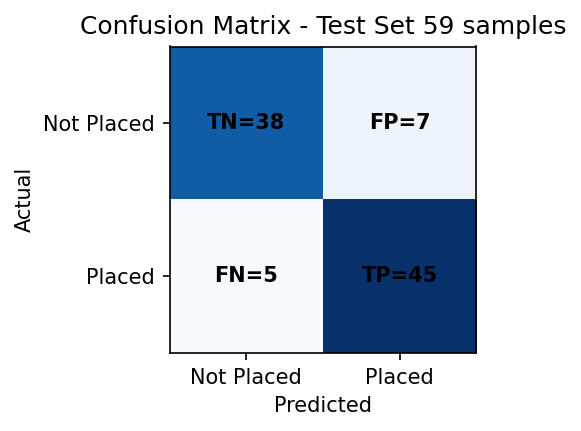 Confusion Matrix - Test Set 59 samples
Not Placed
TN=38
FP=7
Actual
Placed
FN=5
TP=45
Not Placed
Placed
Predicted